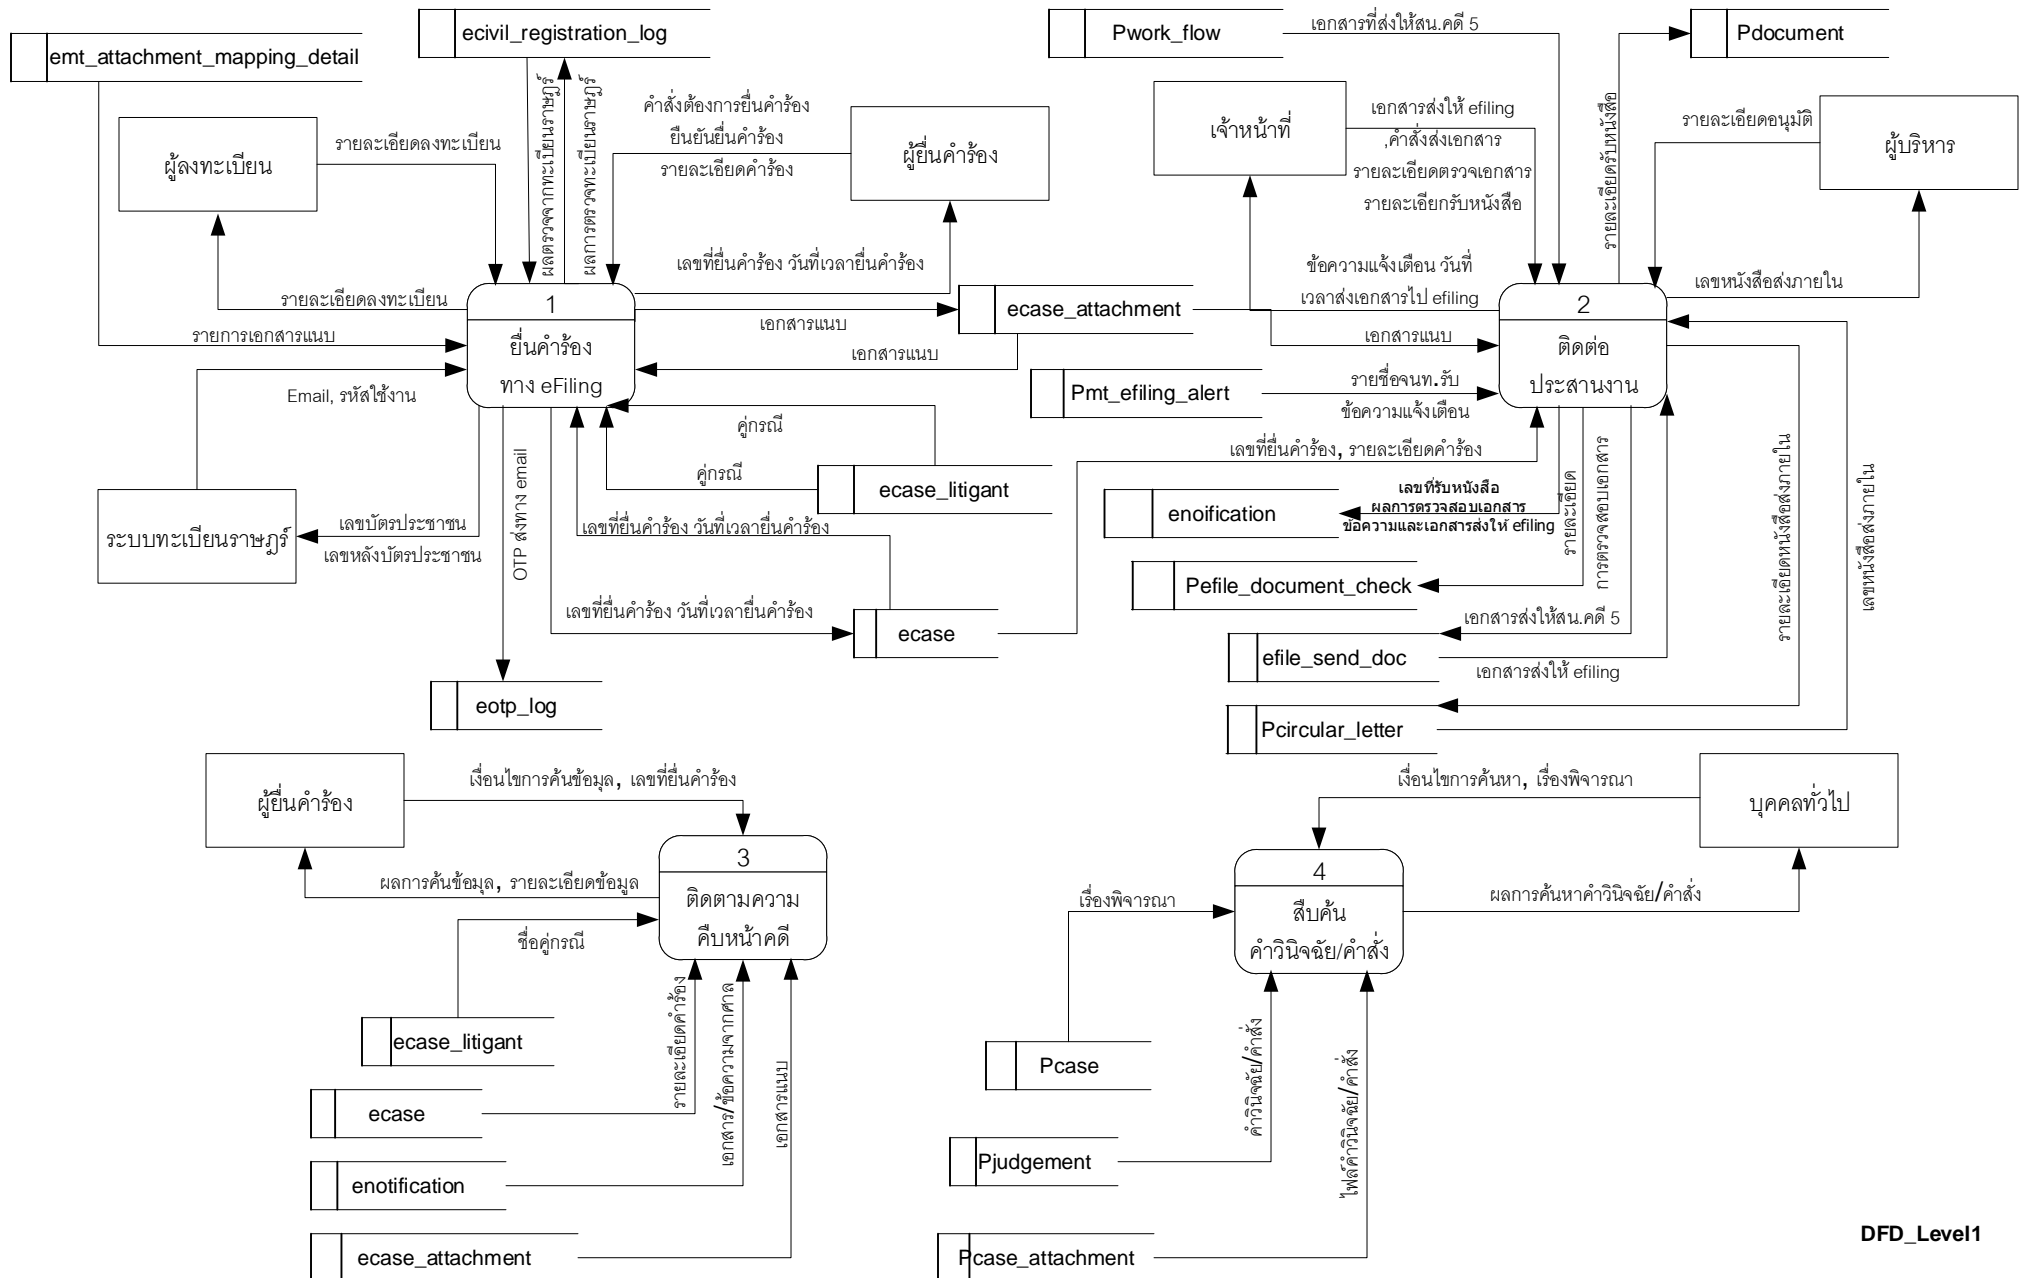 ecivil_registration_log
emt_attachment_mapping_detail
ผู้ลงทะเบียน
รายละเอียดลงทะเบียน
ผลตรวจจากทะเบียนราษฎร์
ผลการตรวจทะเบียนราษฎร์
คำสั่งต้องการยื่นคำร้อง
ยืนยันยื่นคำร้อง
รายละเอียดคำร้อง
ผู้ยื่นคำร้อง
เลขที่ยื่นคำร้อง วันที่เวลายื่นคำร้อง
รายละเอียดลงทะเบียน
รายการเอกสารแนบ
1
ยื่นคำร้อง
ทาง eFiling
เอกสารแนบ
ecase_attachment
เอกสารแนบ
Email, รหัสใช้งาน
คู่กรณี
คู่กรณี
ecase_litigant
ระบบทะเบียนราษฎร์
เลขบัตรประชาชน
เลขหลังบัตรประชาชน
OTP ส่งทาง email
เลขที่ยื่นคำร้อง วันที่เวลายื่นคำร้อง
เลขที่ยื่นคำร้อง วันที่เวลายื่นคำร้อง
ecase
eotp_log
Pwork_flow
เอกสารที่ส่งให้สน.คดี 5
Pdocument
เจ้าหน้าที่
เอกสารส่งให้ efiling
,คำสั่งส่งเอกสาร
รายละเอียดตรวจเอกสาร
รายละเอียกรับหนังสือ
รายละเอียดรับหนังสือ
รายละเอียดอนุมัติ
ผู้บริหาร
เลขหนังสือส่งภายใน
ข้อความแจ้งเตือน วันที่
เวลาส่งเอกสารไป efiling
2
ติดต่อ
ประสานงาน
เอกสารแนบ
Pmt_efiling_alert
รายชื่อจนท.รับ
ข้อความแจ้งเตือน
เลขที่ยื่นคำร้อง, รายละเอียดคำร้อง
enoification
เลขที่รับหนังสือ
ผลการตรวจสอบเอกสาร
ข้อความและเอกสารส่งให้ efiling
รายละเอียด
การตรวจสอบเอกสาร
Pefile_document_check
เอกสารส่งให้สน.คดี 5
efile_send_doc
เอกสารส่งให้ efiling
Pcircular_letter
รายละเอียดหนังสือส่งภายใน
เลขหนังสือส่งภายใน
ผู้ยื่นคำร้อง
เงื่อนไขการค้นข้อมุล, เลขที่ยื่นคำร้อง
3
ติดตามความ
คืบหน้าคดี
ผลการค้นข้อมุล, รายละเอียดข้อมูล
ชื่อคู่กรณี
ecase_litigant
รายละเอียดคำร้อง
เอกสาร/ข้อความจากศาล
เอกสารแนบ
ecase
enotification
ecase_attachment
เงื่อนไขการค้นหา, เรื่องพิจารณา
บุคคลทั่วไป
4
สืบค้น
คำวินิจฉัย/คำสั่ง
เรื่องพิจารณา
ผลการค้นหาคำวินิจฉัย/คำสั่ง
Pcase
คำวินิจฉัย/คำสั่ง
ไฟล์คำวินิจฉัย/คำสั่ง
Pjudgement
Pcase_attachment
DFD_Level1